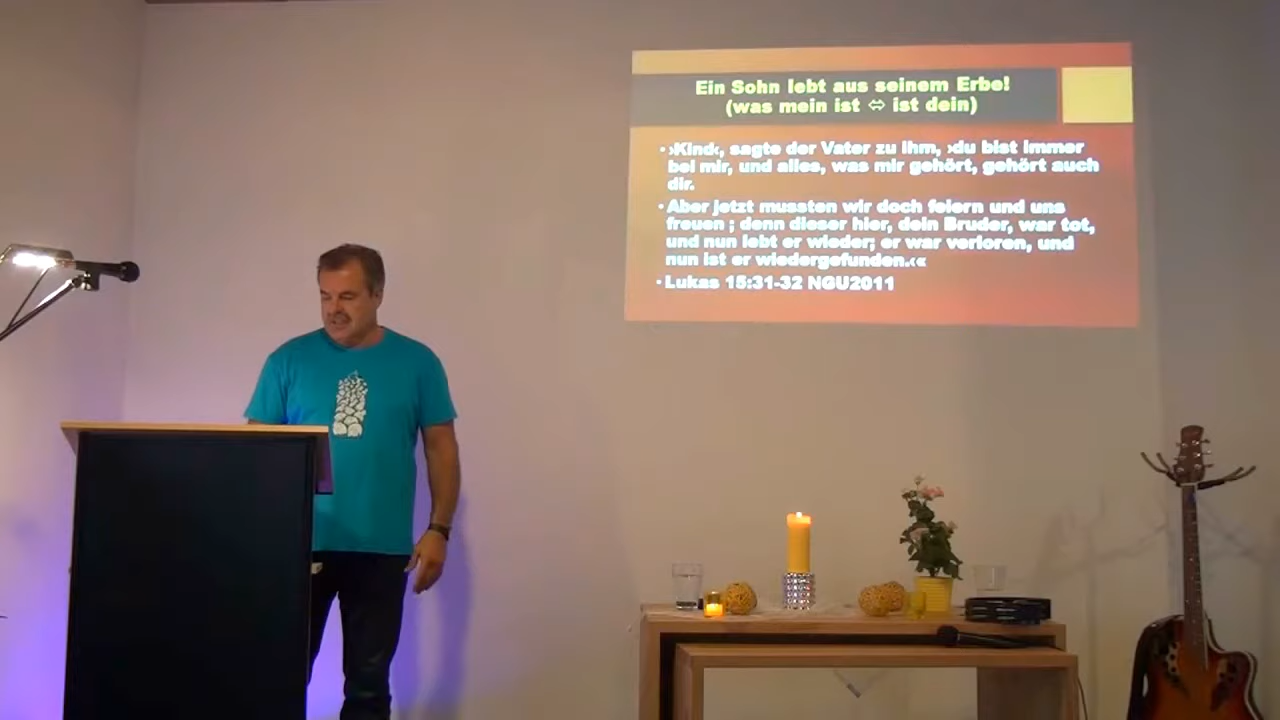 Ein Sohn lebt aus seinem Erbe!
(was mein ist ⇔ ist dein)
• ›Kind‹, sagte der Vater zu ihm, ›du bist immer
bei mir, und alles, was mir gehört, gehört auch
dir.
• Aber jetzt mussten wir doch feiern und uns
freuen ; denn dieser hier, dein Bruder, war tot,
und nun lebt er wieder; er war verloren, und
nun ist er wiedergefunden.‹«
• Lukas 15:31-32 NGU2011